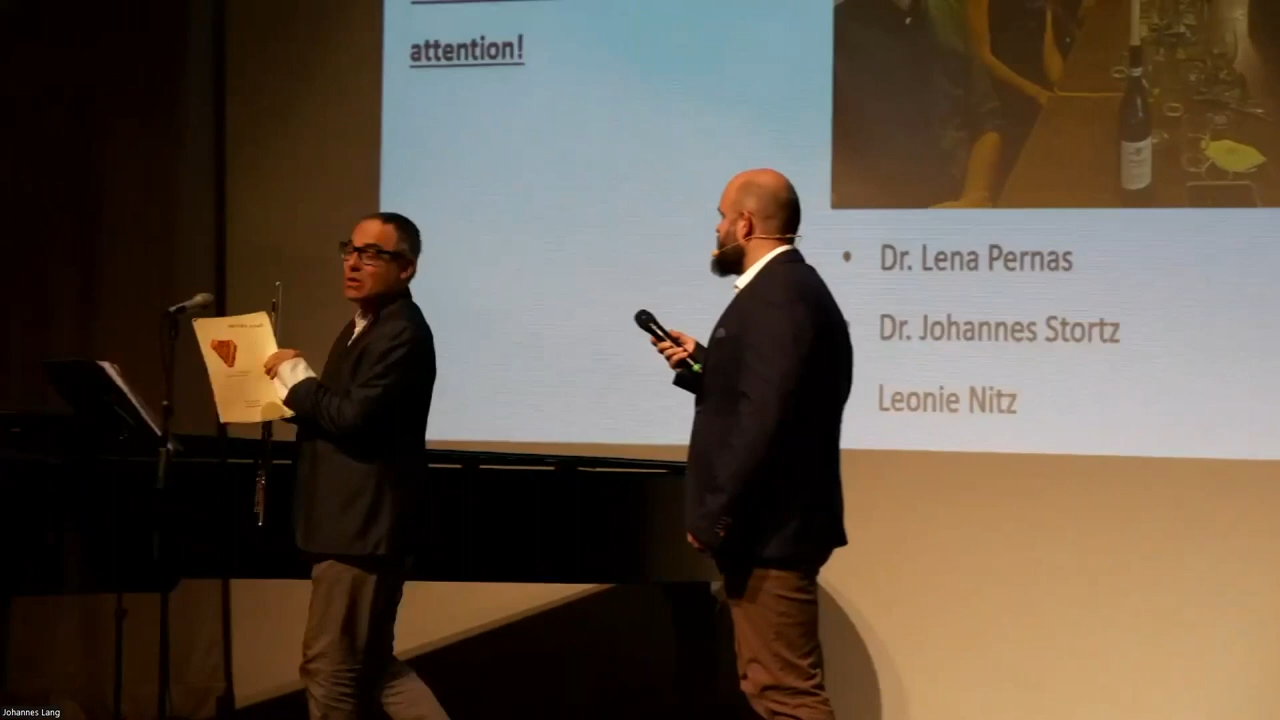 attention!
• Dr. Lena Pernas
Dr. Johannes Stortz
Leonie Nitz
Johannes Lang